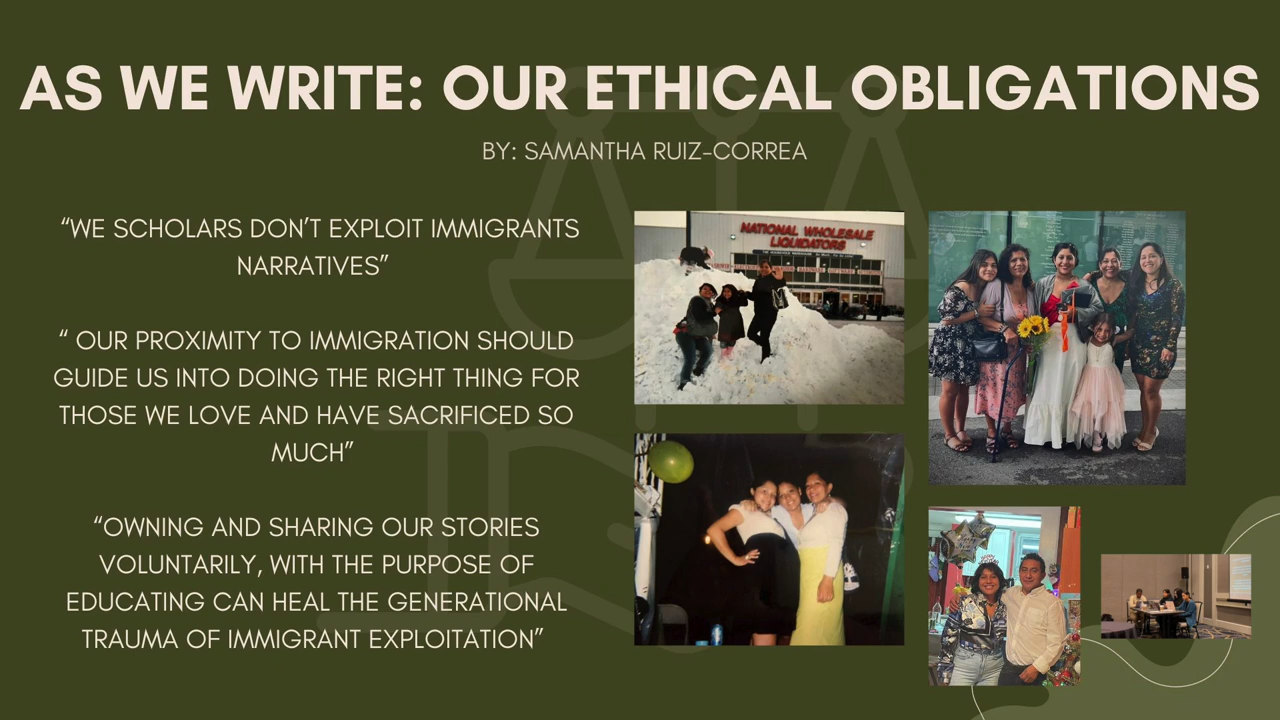 AS WE WRITE: OUR ETHICAL OBLIGATIONS
BY: SAMANTHA RUIZ-CORREA
“WE SCHOLARS DON’T EXPLOIT IMMIGRANTS
NARRATIVES”
“ OUR PROXIMITY TO IMMIGRATION SHOULD
GUIDE US INTO DOING THE RIGHT THING FOR
THOSE WE LOVE AND HAVE SACRIFICED SO
MUCH”
“OWNING AND SHARING OUR STORIES
VOLUNTARILY, WITH THE PURPOSE OF
EDUCATING CAN HEAL THE GENERATIONAL
TRAUMA OF IMMIGRANT EXPLOITATION”
NATIONAL WHOLESALE
LIQUIDATORS